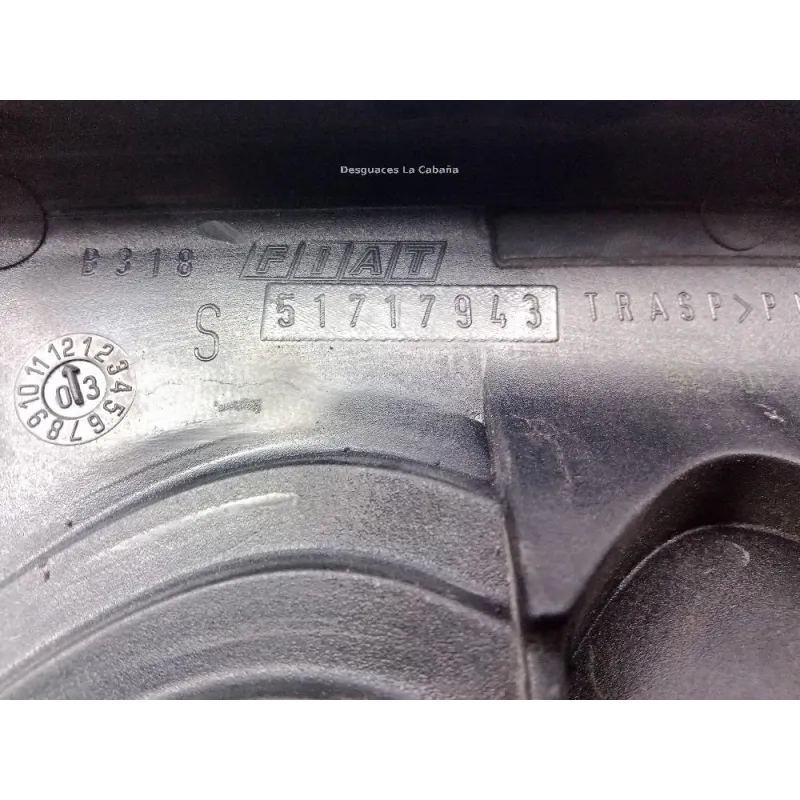 Desguaces La Cabaña
B318 FIAT
S 51717943 TRASP>P
12 1 2 3 4 5 6 7 8 9 10 11
03